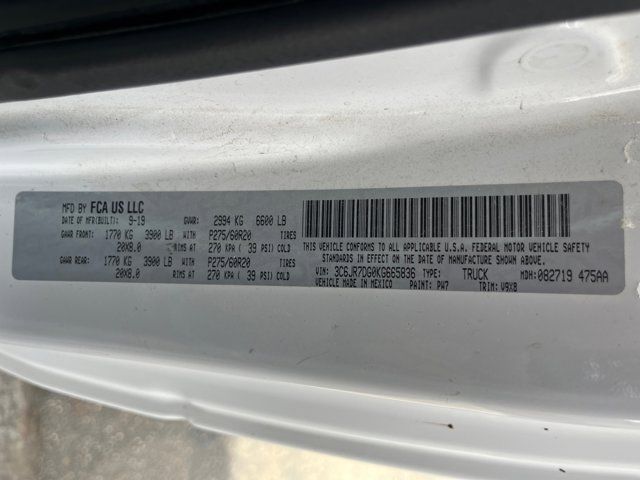 MFD BY FCA US LLC
DATE OF MFR(BUILT): 9-19 GVWR: 2994 KG 6600 LB
GAWR FRONT: 1770 KG 3900 LB WITH P275/60R20 TIRES
20X8.0 RIMS AT 270 KPA ( 39 PSI) COLD
GAWR REAR: 1770 KG 3900 LB WITH P275/60R20 TIRES
20X8.0 RIMS AT 270 KPA ( 39 PSI) COLD
THIS VEHICLE CONFORMS TO ALL APPLICABLE U.S.A. FEDERAL MOTOR VEHICLE SAFETY
STANDARDS IN EFFECT ON THE DATE OF MANUFACTURE SHOWN ABOVE.
VIN: 3C6JR7DG0KG665836 TYPE: TRUCK MDH: 082719 475AA
VEHICLE MADE IN MEXICO PAINT: PW7 TRIM: V9X8